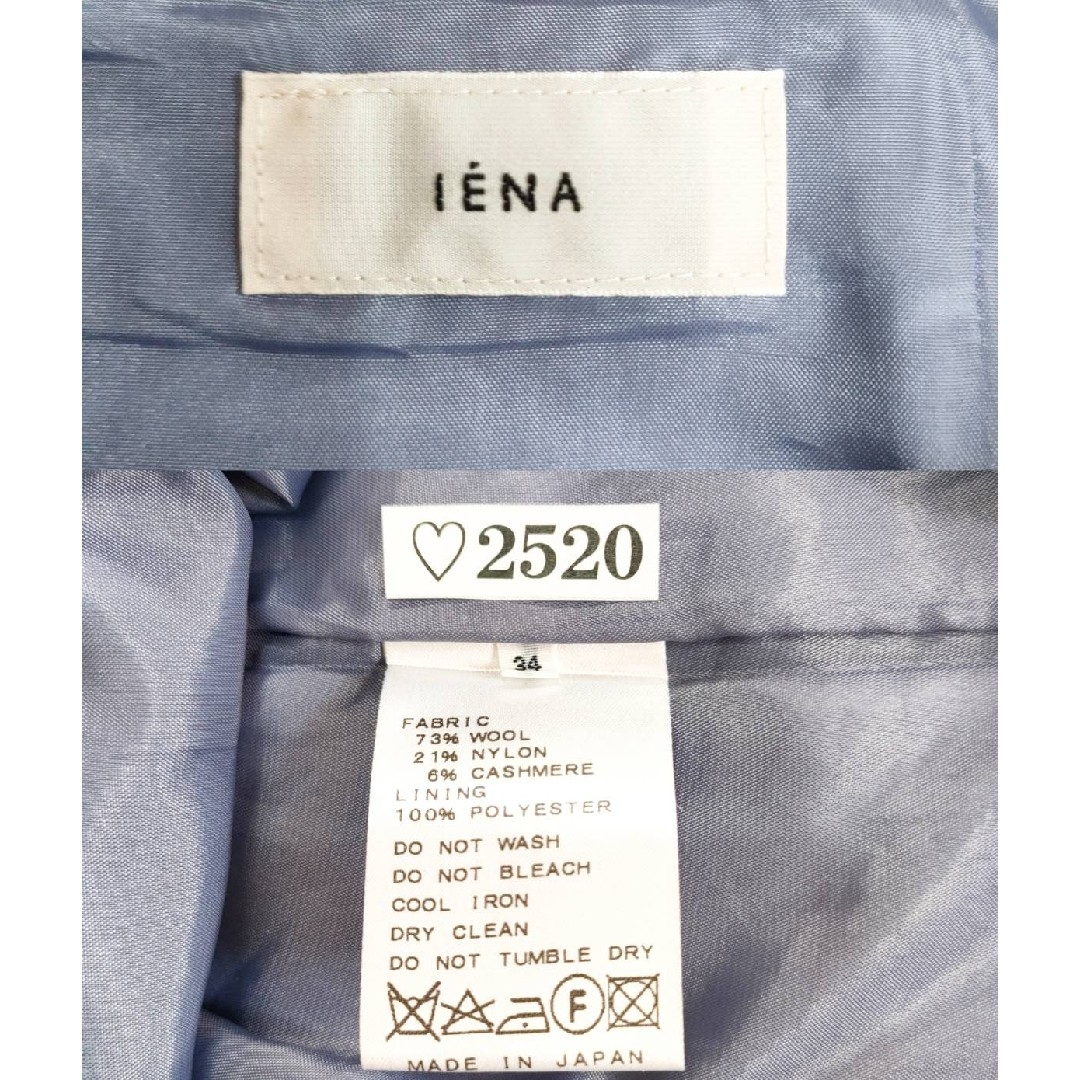 IÉNA
♡2520
34
FABRIC
73% WOOL
21% NYLON
6% CASHMERE
LINING
100% POLYESTER
DO NOT WASH
DO NOT BLEACH
COOL IRON
DRY CLEAN
DO NOT TUMBLE DRY
F
MADE IN JAPAN